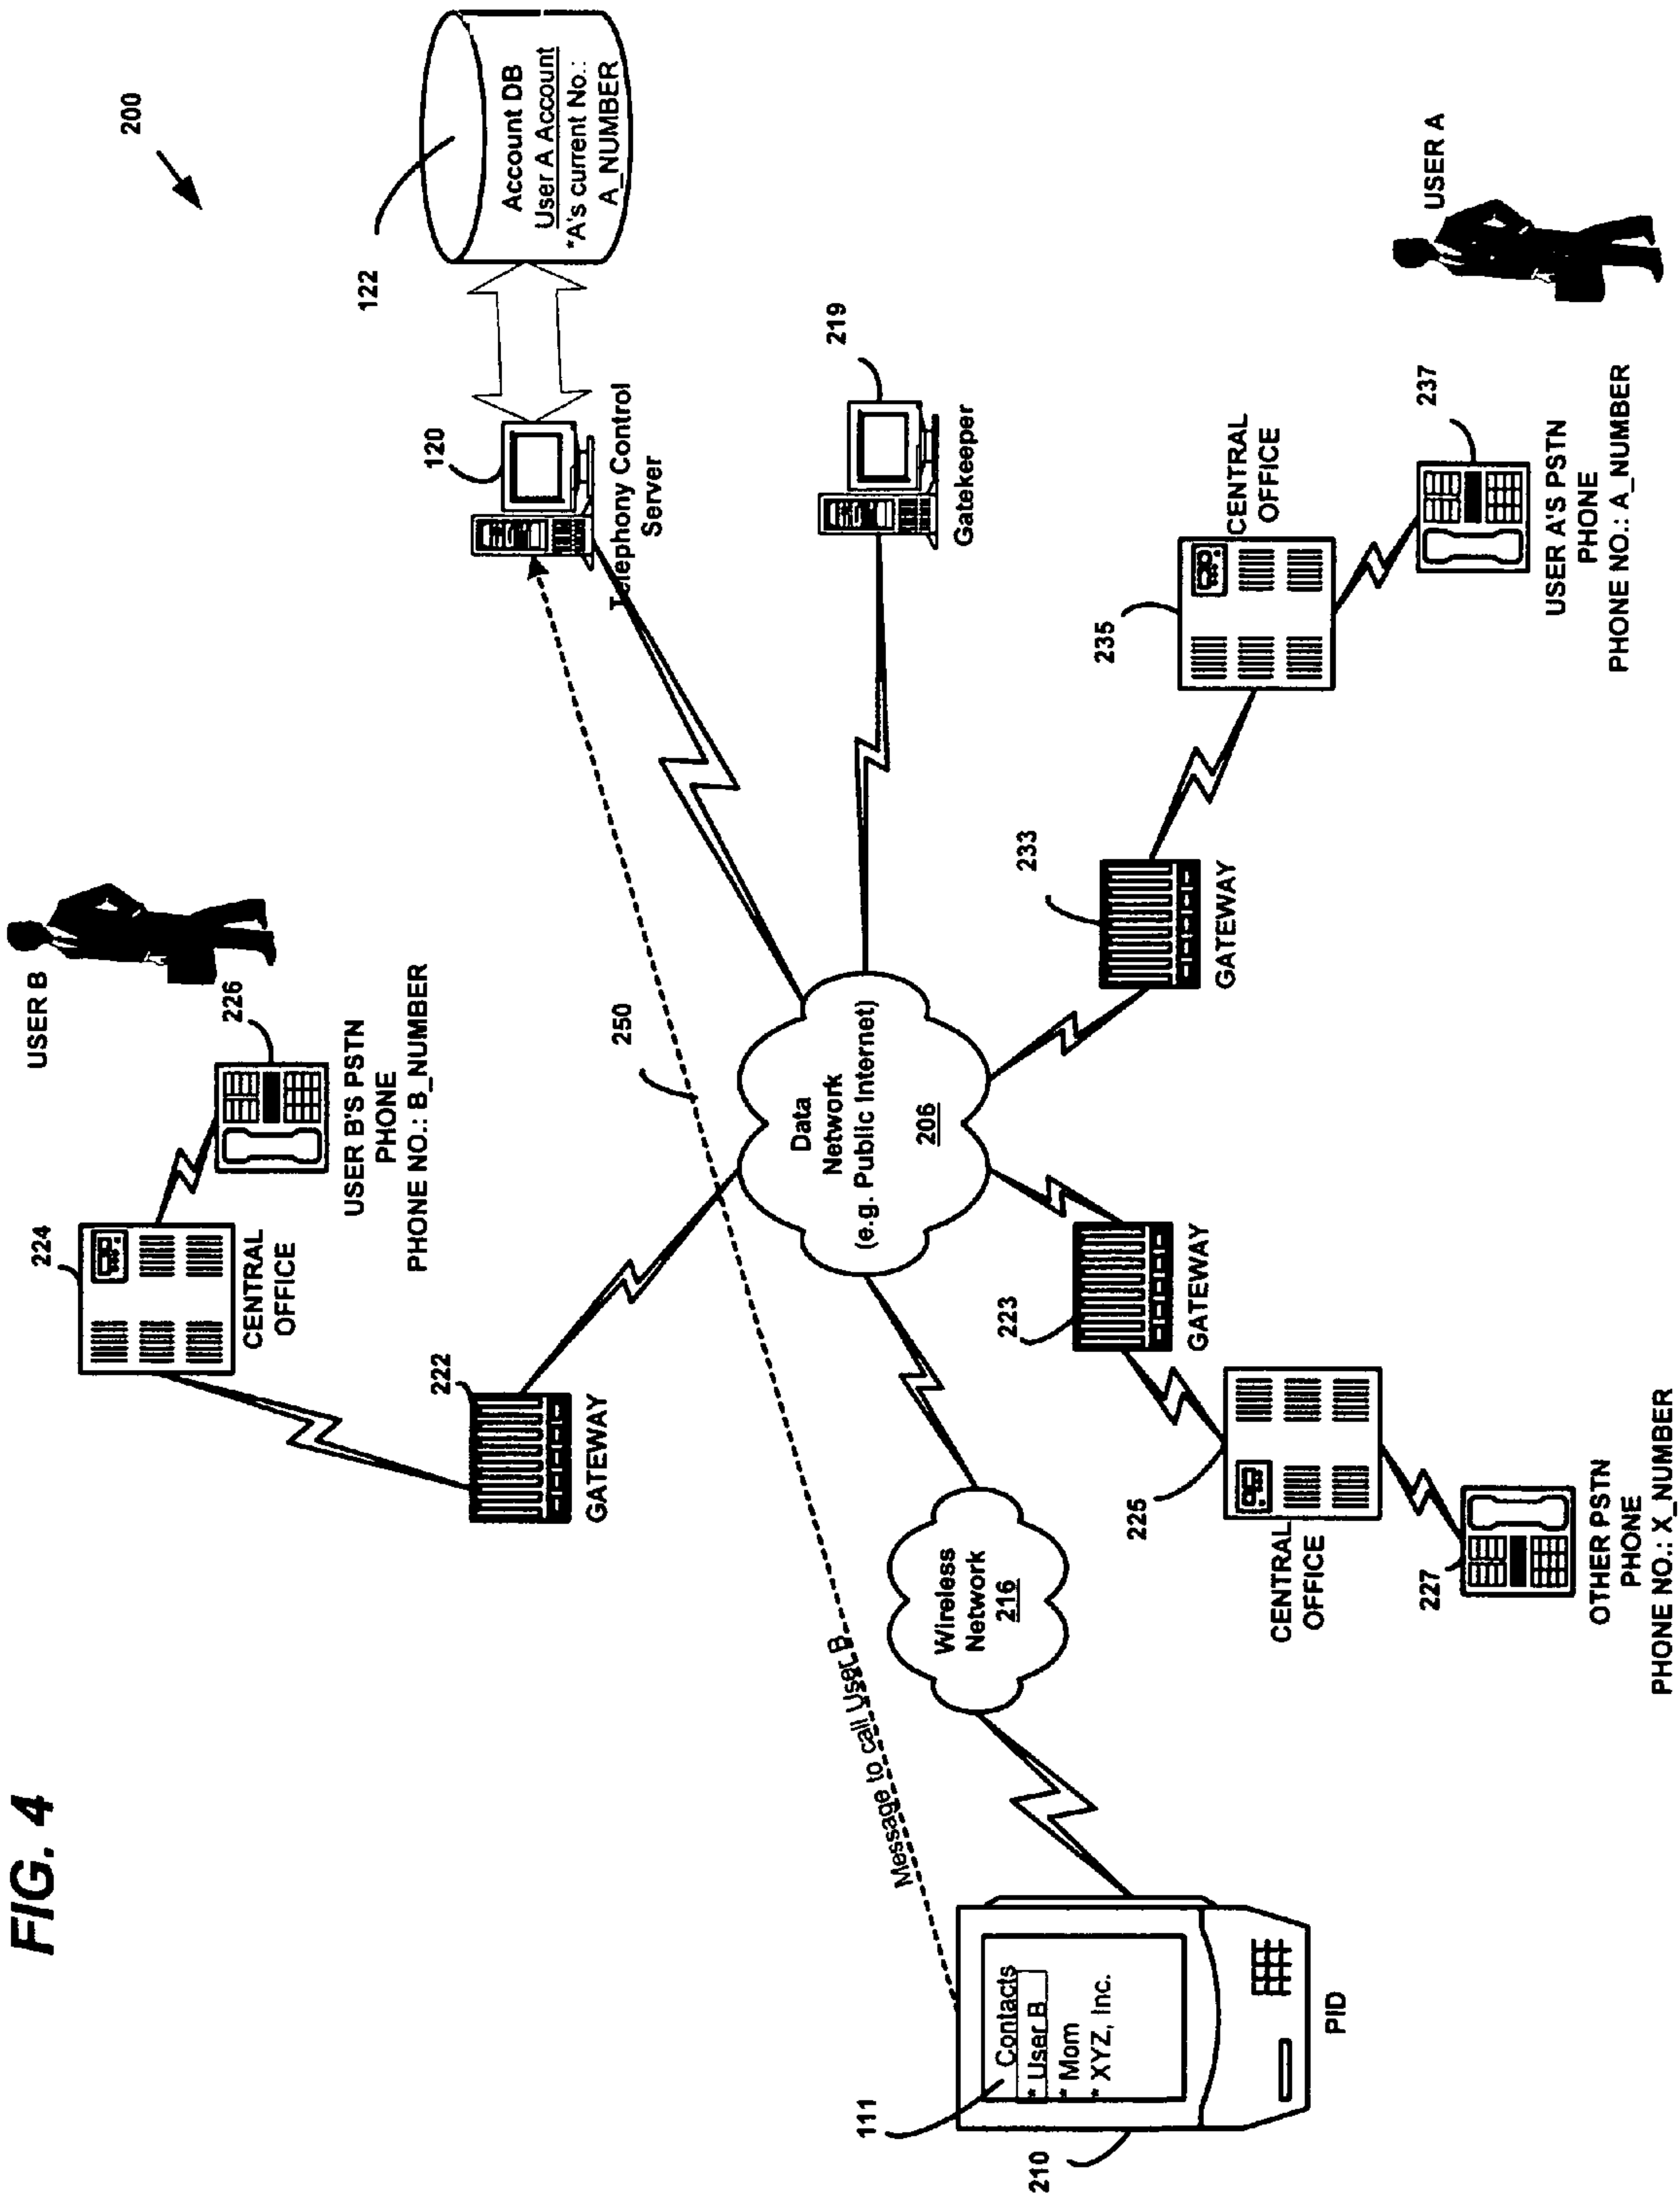 FIG. 4
200
USER B
224
226
CENTRAL
OFFICE
USER B'S PSTN
PHONE
PHONE NO.: B_NUMBER
122
Account DB
User A Account
*A's current No.:
A_NUMBER
120
Telephony Control
Server
222
GATEWAY
250
Message to call User B
219
Gatekeeper
Data
Network
(e.g. Public Internet)
206
Wireless
Network
216
111
Contacts
* User B
* Mom
* XYZ, Inc.
210
PID
223
GATEWAY
233
GATEWAY
225
CENTRAL
OFFICE
235
CENTRAL
OFFICE
227
OTHER PSTN
PHONE
PHONE NO.: X_NUMBER
237
USER A'S PSTN
PHONE
PHONE NO.: A_NUMBER
USER A